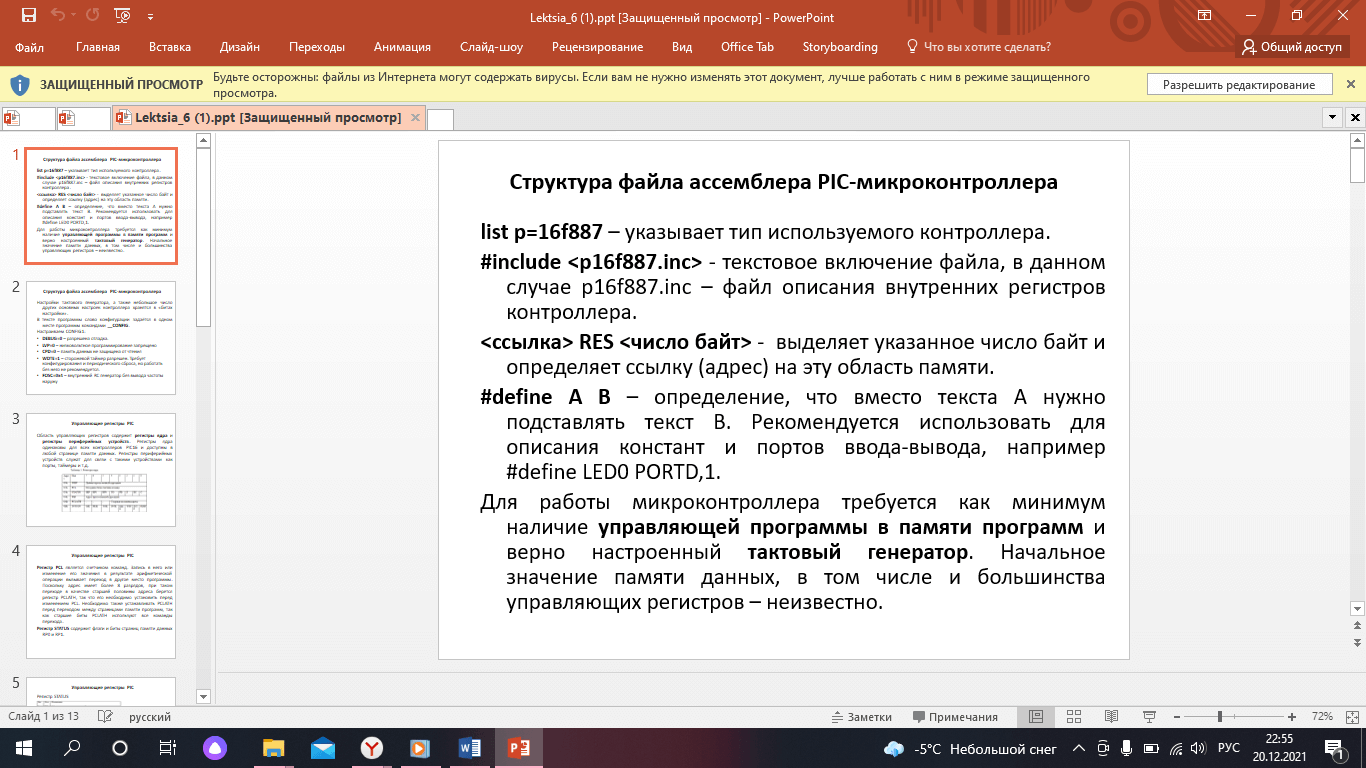 Lektsia_6 (1).ppt [Защищенный просмотр] - PowerPoint
Файл Главная Вставка Дизайн Переходы Анимация Слайд-шоу Рецензирование Вид Office Tab Storyboarding Что вы хотите сделать? Общий доступ
ЗАЩИЩЕННЫЙ ПРОСМОТР Будьте осторожны: файлы из Интернета могут содержать вирусы. Если вам не нужно изменять этот документ, лучше работать с ним в режиме защищенного
просмотра.
Разрешить редактирование
Lektsia_6 (1).ppt [Защищенный просмотр]
1
Структура файла ассемблера PIC-микроконтроллера
2
Структура файла ассемблера PIC-микроконтроллера
3
Управляющие регистры PIC
4
Управляющие регистры PIC
5
Управляющие регистры PIC
Регистр STATUS
Структура файла ассемблера PIC-микроконтроллера
list p=16f887 – указывает тип используемого контроллера.
#include <p16f887.inc> - текстовое включение файла, в данном
случае p16f887.inc – файл описания внутренних регистров
контроллера.
<ссылка> RES <число байт> - выделяет указанное число байт и
определяет ссылку (адрес) на эту область памяти.
#define A B – определение, что вместо текста A нужно
подставлять текст B. Рекомендуется использовать для
описания констант и портов ввода-вывода, например
#define LED0 PORTD,1.
Для работы микроконтроллера требуется как минимум
наличие управляющей программы в памяти программ и
верно настроенный тактовый генератор. Начальное
значение памяти данных, в том числе и большинства
управляющих регистров – неизвестно.
Слайд 1 из 13 русский Заметки Примечания 72%
-5°C Небольшой снег РУС 22:55
20.12.2021
1